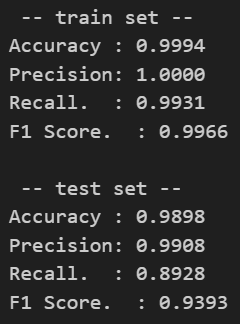 -- train set --
Accuracy : 0.9994
Precision: 1.0000
Recall.  : 0.9931
F1 Score.  : 0.9966

-- test set --
Accuracy : 0.9898
Precision: 0.9908
Recall.  : 0.8928
F1 Score.  : 0.9393